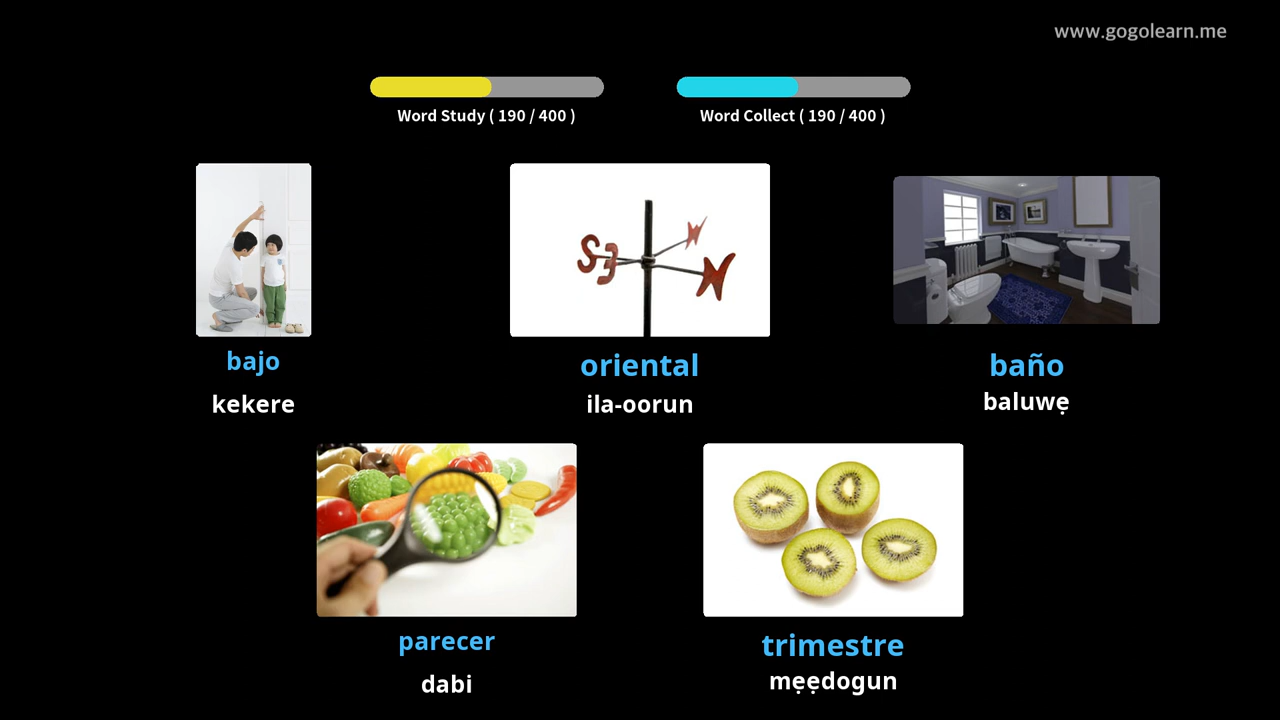 www.gogolearn.me
Word Study ( 190 / 400 )
Word Collect ( 190 / 400 )
S
bajo
oriental
baño
kekere
ila-oorun
baluwẹ
parecer
trimestre
dabi
mẹẹdogun